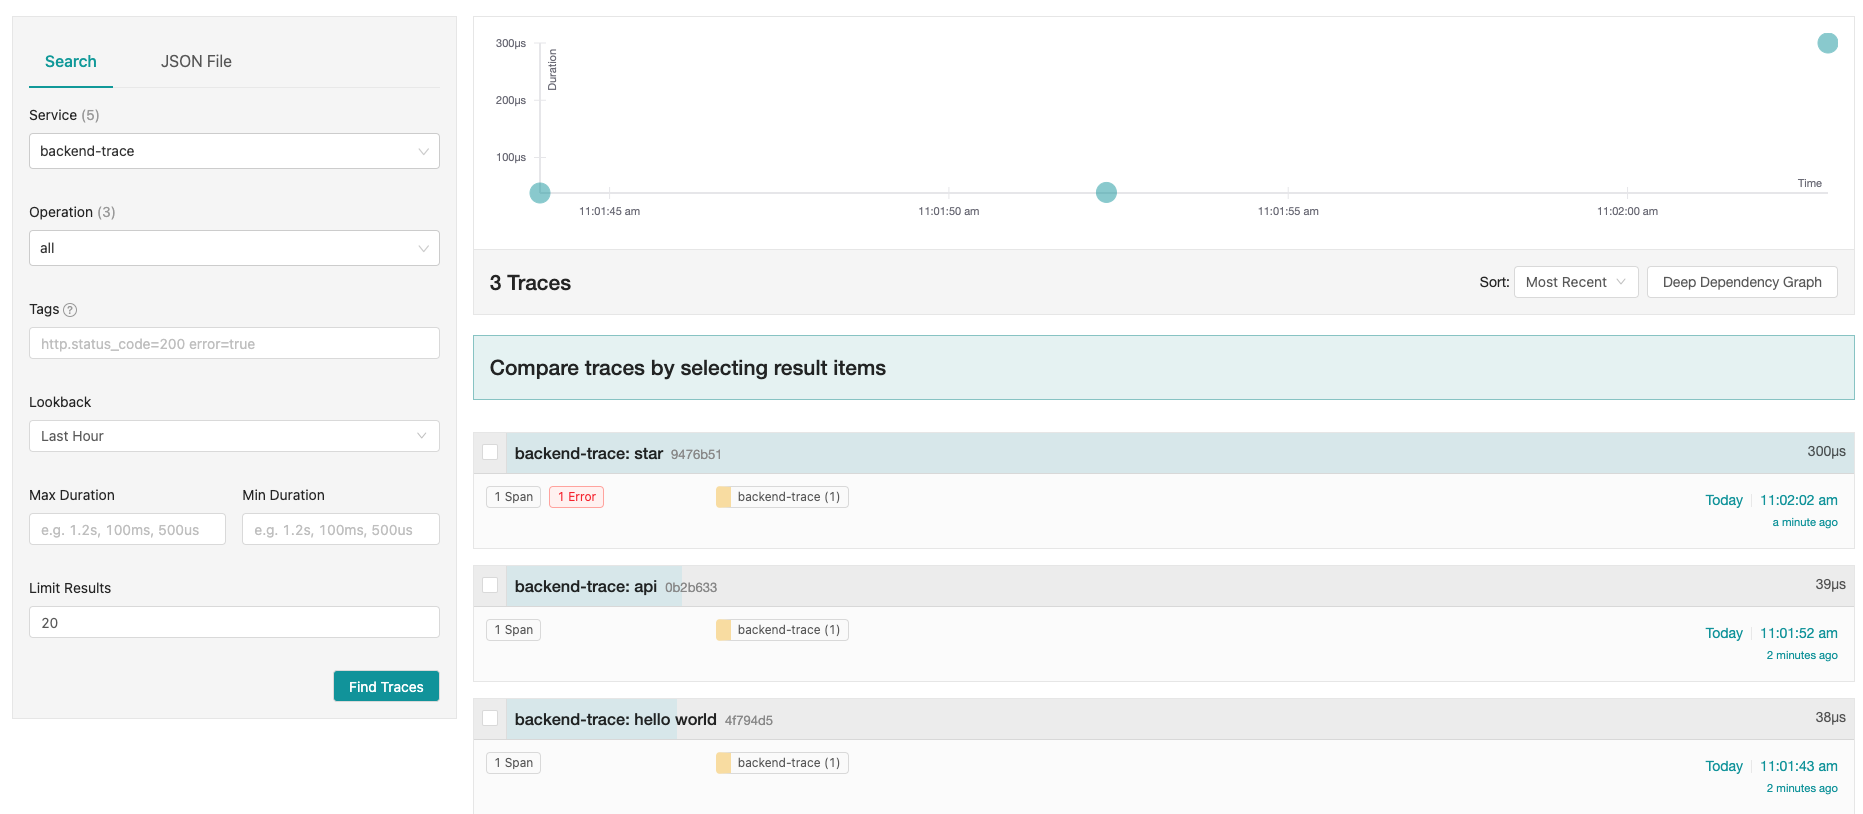 Search JSON File
Service (5)
backend-trace
Operation (3)
all
Tags ?
http.status_code=200 error=true
Lookback
Last Hour
Max Duration Min Duration
e.g. 1.2s, 100ms, 500us e.g. 1.2s, 100ms, 500us
Limit Results
20
Find Traces
300μs
Duration
200μs
100μs
Time
11:01:45 am 11:01:50 am 11:01:55 am 11:02:00 am
3 Traces Sort: Most Recent Deep Dependency Graph
Compare traces by selecting result items
backend-trace: star 9476b51 300μs
1 Span 1 Error backend-trace (1) Today 11:02:02 am
a minute ago
backend-trace: api 0b2b633 39μs
1 Span backend-trace (1) Today 11:01:52 am
2 minutes ago
backend-trace: hello world 4f794d5 38μs
1 Span backend-trace (1) Today 11:01:43 am
2 minutes ago